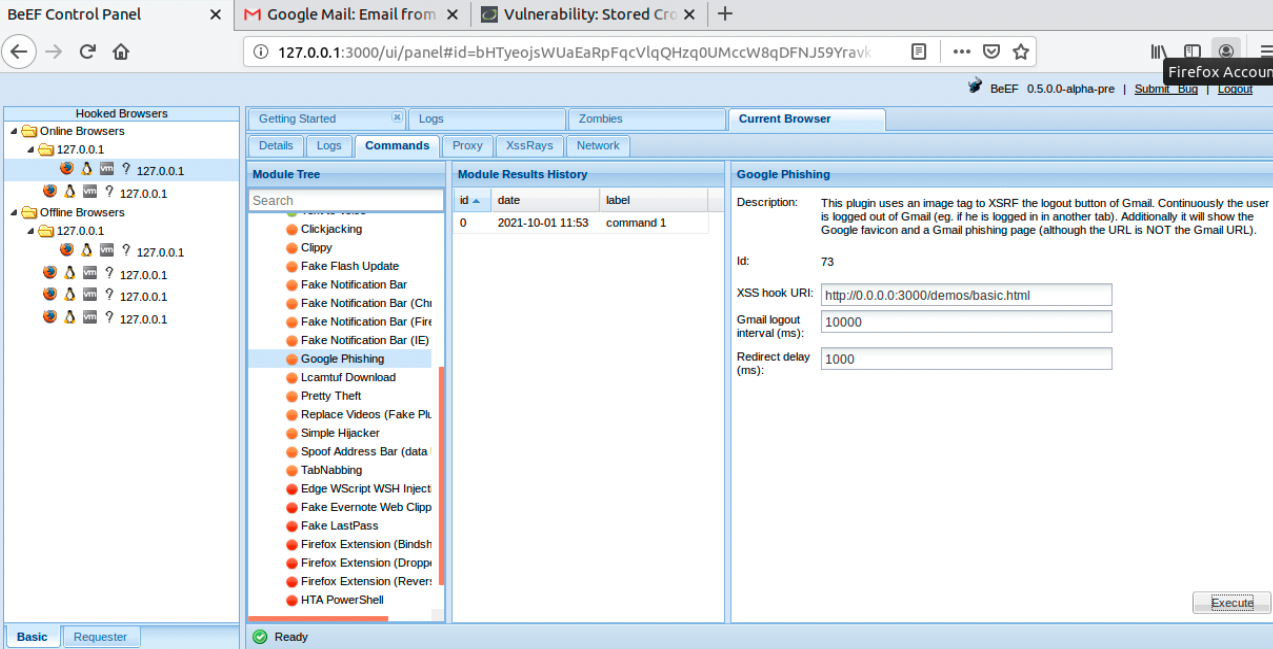 BeEF Control Panel
Google Mail: Email from
Vulnerability: Stored Cro
127.0.0.1:3000/ui/panel#id=bHTyeojsWUaEaRpFqcVlqQHzq0UMccW8qDFNJ59Yravk
Firefox Accoun
BeEF 0.5.0.0-alpha-pre | Submit Bug | Logout
Hooked Browsers
Online Browsers
127.0.0.1
? 127.0.0.1
? 127.0.0.1
Offline Browsers
127.0.0.1
? 127.0.0.1
? 127.0.0.1
? 127.0.0.1
? 127.0.0.1
Basic
Requester
Getting Started
Logs
Zombies
Current Browser
Details
Logs
Commands
Proxy
XssRays
Network
Module Tree
Search
Clickjacking
Clippy
Fake Flash Update
Fake Notification Bar
Fake Notification Bar (Chr
Fake Notification Bar (Fire
Fake Notification Bar (IE)
Google Phishing
Lcamtuf Download
Pretty Theft
Replace Videos (Fake Plu
Simple Hijacker
Spoof Address Bar (data
TabNabbing
Edge WScript WSH Inject
Fake Evernote Web Clipp
Fake LastPass
Firefox Extension (Bindsh
Firefox Extension (Droppe
Firefox Extension (Revers
HTA PowerShell
Module Results History
id date label
0 2021-10-01 11:53 command 1
Google Phishing
Description: This plugin uses an image tag to XSRF the logout button of Gmail. Continuously the user
is logged out of Gmail (eg. if he is logged in in another tab). Additionally it will show the
Google favicon and a Gmail phishing page (although the URL is NOT the Gmail URL).
Id: 73
XSS hook URI: http://0.0.0.0:3000/demos/basic.html
Gmail logout
interval (ms): 10000
Redirect delay
(ms): 1000
Execute
Ready